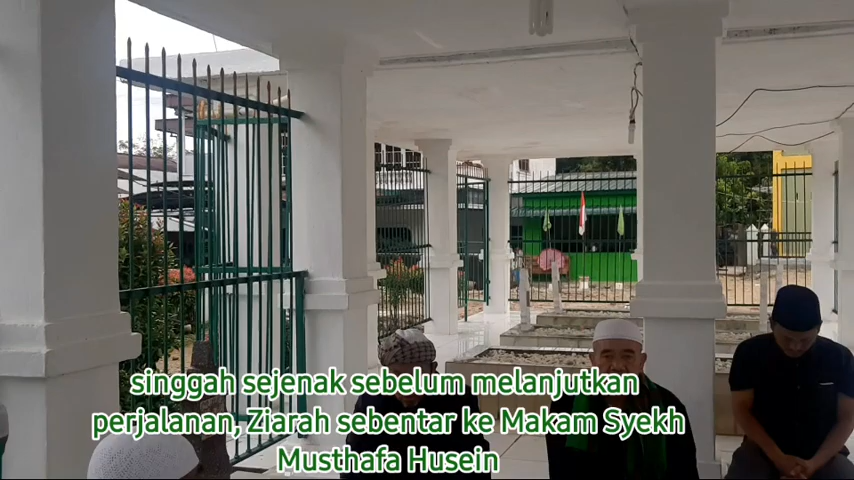 singgah sejenak sebelum melanjutkan
perjalanan, Ziarah sebentar ke Makam Syekh
Musthafa Husein